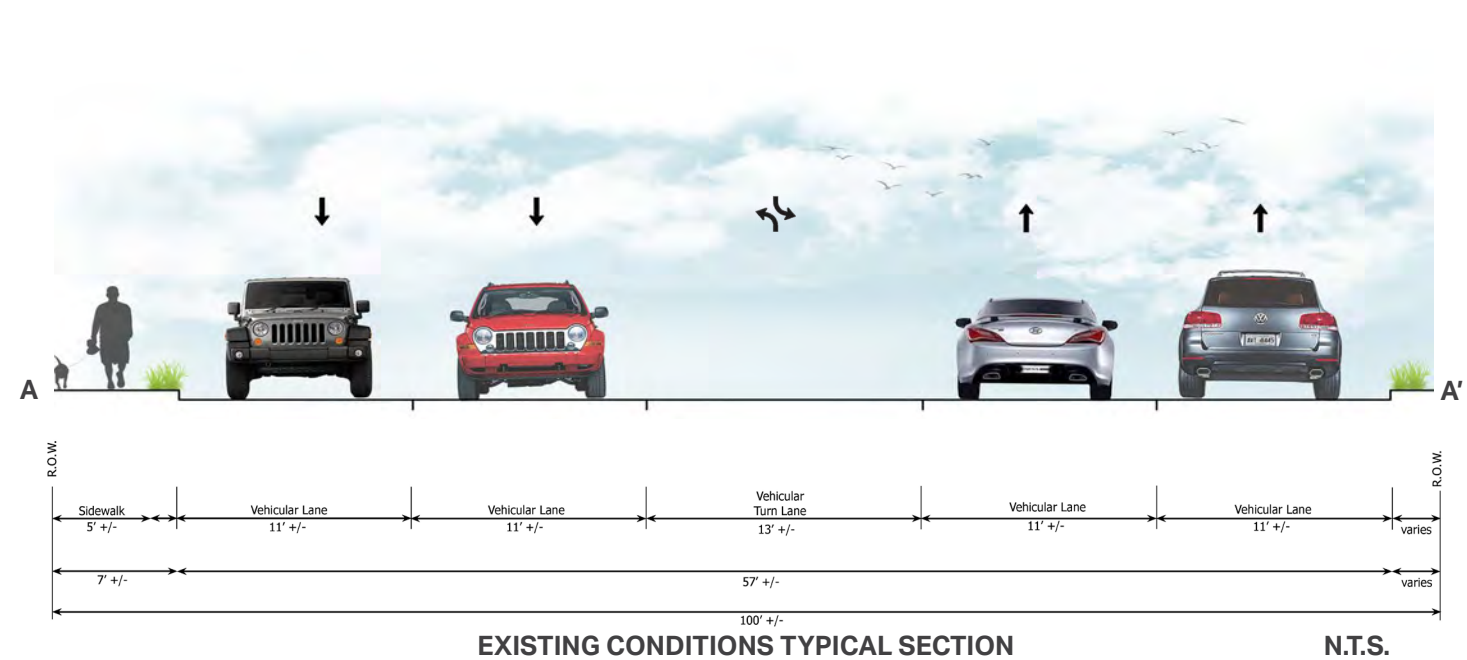 A
A'
R.O.W.
R.O.W.
Sidewalk
5' +/-
Vehicular Lane
11' +/-
Vehicular Lane
11' +/-
Vehicular
Turn Lane
13' +/-
Vehicular Lane
11' +/-
Vehicular Lane
11' +/-
varies
7' +/-
57' +/-
varies
100' +/-
EXISTING CONDITIONS TYPICAL SECTION
N.T.S.